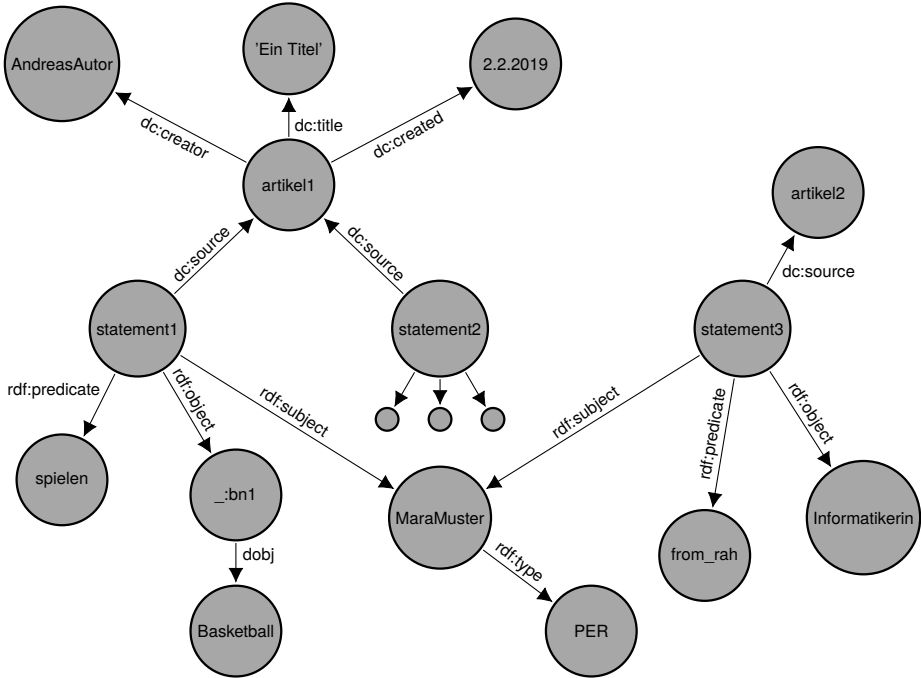 'Ein Titel'
AndreasAutor
2.2.2019
dc:creator
dc:title
dc:created
artikel1
artikel2
dc:source
dc:source
dc:source
statement1
statement2
statement3
rdf:predicate
rdf:object
rdf:subject
rdf:subject
rdf:predicate
rdf:object
spielen
_:bn1
MaraMuster
from_rah
Informatikerin
dobj
rdf:type
Basketball
PER